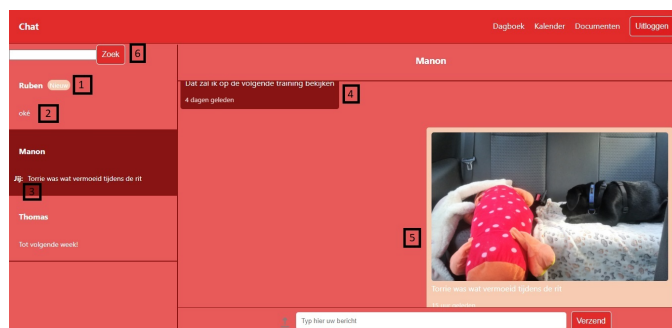 Chat
Dagboek Kalender Documenten Uitloggen
Zoek 6
Manon
Ruben 1
oké 2
Manon
Jij: Torrie was wat vermoeid tijdens de rit
3
Thomas
Tot volgende week!
Dat zal ik op de volgende training bekijken
4 dagen geleden
4
5
Torrie was wat vermoeid tijdens de rit
Typ hier uw bericht
Verzend